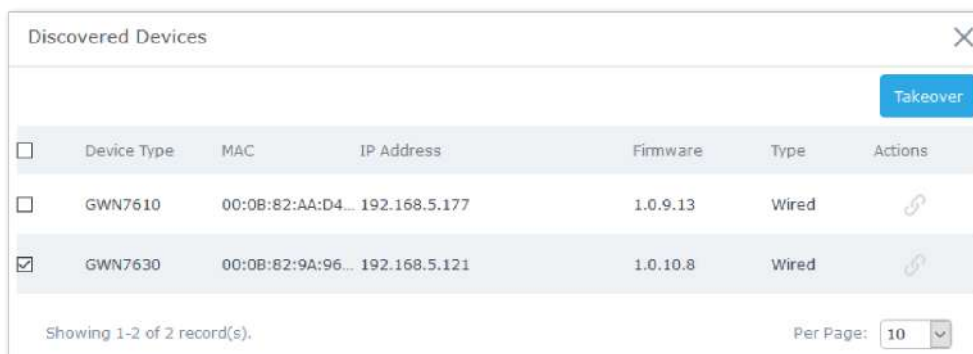 Discovered Devices
Takeover
Device Type MAC IP Address Firmware Type Actions
GWN7610 00:0B:82:AA:D4... 192.168.5.177 1.0.9.13 Wired
GWN7630 00:0B:82:9A:96... 192.168.5.121 1.0.10.8 Wired
Showing 1-2 of 2 record(s). Per Page: 10